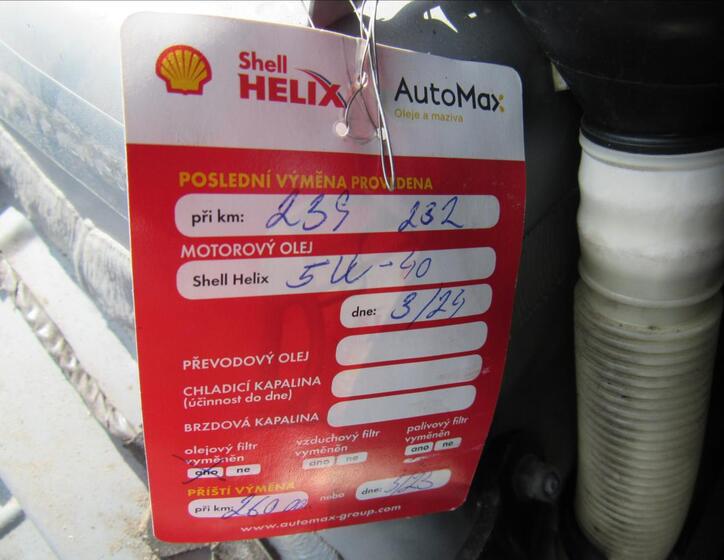 Shell
HELIX
AutoMax
Oleje a maziva
POSLEDNÍ VÝMĚNA PROVEDENA
při km: 239 232
MOTOROVÝ OLEJ
Shell Helix 5W-40
dne: 3/24
PŘEVODOVÝ OLEJ
CHLADICÍ KAPALINA
(účinnost do dne)
BRZDOVÁ KAPALINA
olejový filtr vzduchový filtr palivový filtr
vyměněn vyměněn vyměněn
ano ne ano ne ano ne
PŘÍŠTÍ VÝMĚNA
při km: nebo dne: 3/25
www.automax-group.com